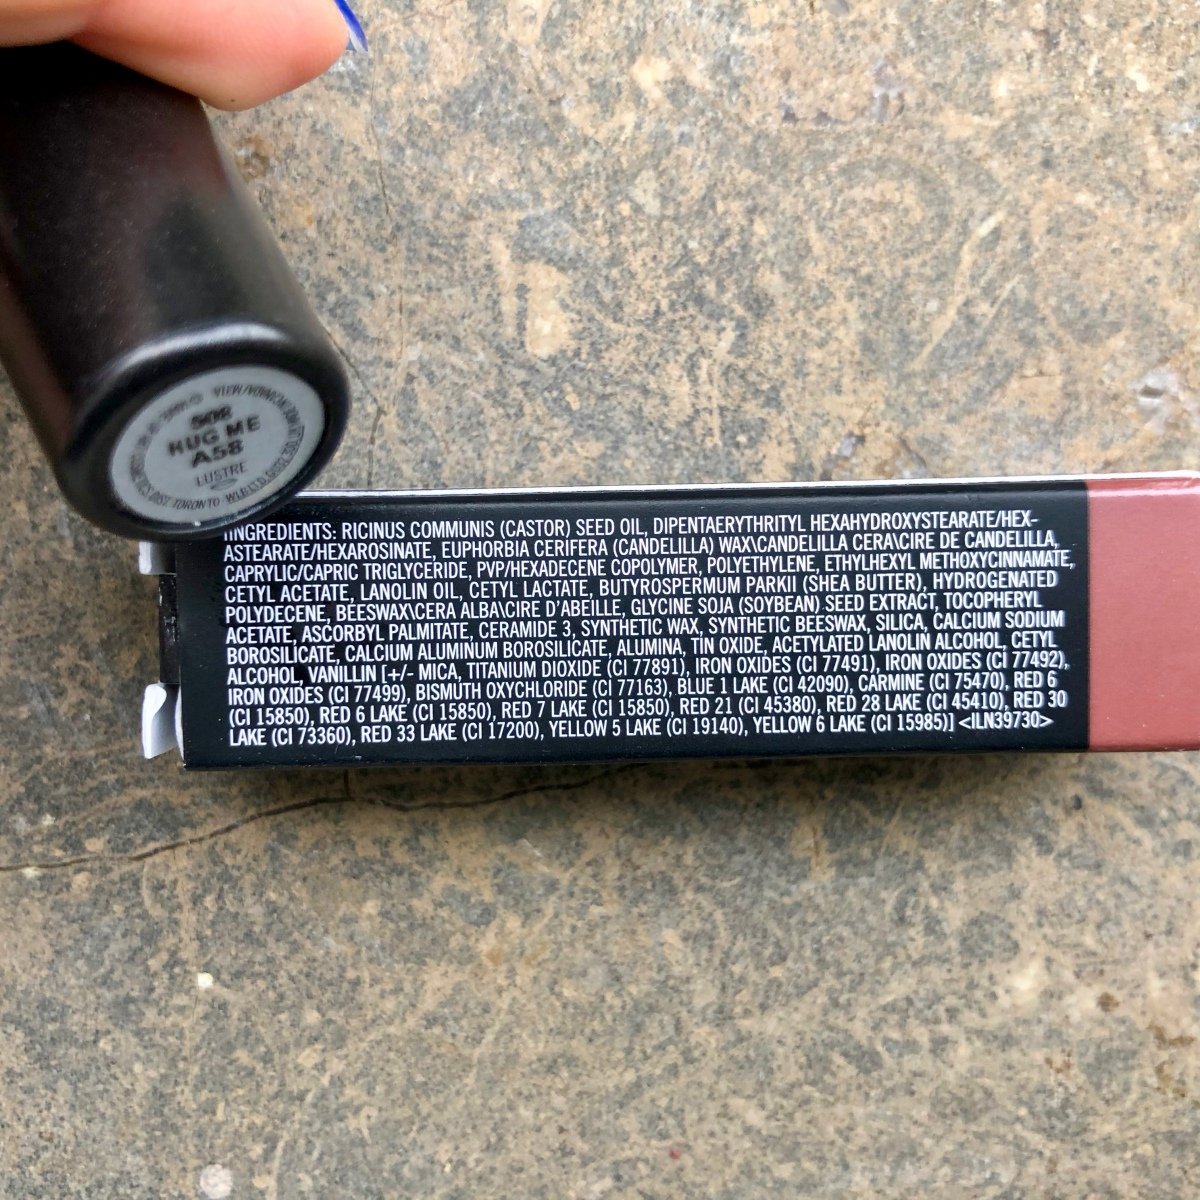 508
HUG ME
A58
LUSTRE
TORONTO
INGREDIENTS: RICINUS COMMUNIS (CASTOR) SEED OIL, DIPENTAERYTHRITYL HEXAHYDROXYSTEARATE/HEX-
ASTEARATE/HEXAROSINATE, EUPHORBIA CERIFERA (CANDELILLA) WAX\CANDELILLA CERA\CIRE DE CANDELILLA,
CAPRYLIC/CAPRIC TRIGLYCERIDE, PVP/HEXADECENE COPOLYMER, POLYETHYLENE, ETHYLHEXYL METHOXYCINNAMATE,
CETYL ACETATE, LANOLIN OIL, CETYL LACTATE, BUTYROSPERMUM PARKII (SHEA BUTTER), HYDROGENATED
POLYDECENE, BEESWAX\CERA ALBA\CIRE D'ABEILLE, GLYCINE SOJA (SOYBEAN) SEED EXTRACT, TOCOPHERYL
ACETATE, ASCORBYL PALMITATE, CERAMIDE 3, SYNTHETIC WAX, SYNTHETIC BEESWAX, SILICA, CALCIUM SODIUM
BOROSILICATE, CALCIUM ALUMINUM BOROSILICATE, ALUMINA, TIN OXIDE, ACETYLATED LANOLIN ALCOHOL, CETYL
ALCOHOL, VANILLIN [+/- MICA, TITANIUM DIOXIDE (CI 77891), IRON OXIDES (CI 77491), IRON OXIDES (CI 77492),
IRON OXIDES (CI 77499), BISMUTH OXYCHLORIDE (CI 77163), BLUE 1 LAKE (CI 42090), CARMINE (CI 75470), RED 6
(CI 15850), RED 6 LAKE (CI 15850), RED 7 LAKE (CI 15850), RED 21 (CI 45380), RED 28 LAKE (CI 45410), RED 30
LAKE (CI 73360), RED 33 LAKE (CI 17200), YELLOW 5 LAKE (CI 19140), YELLOW 6 LAKE (CI 15985)] <ILN39730>